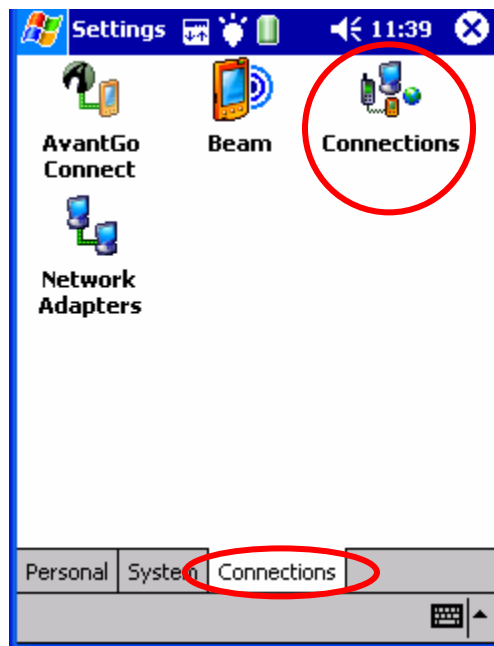 Settings 11:39
AvantGo Beam Connections
Connect
Network
Adapters
Personal System Connections